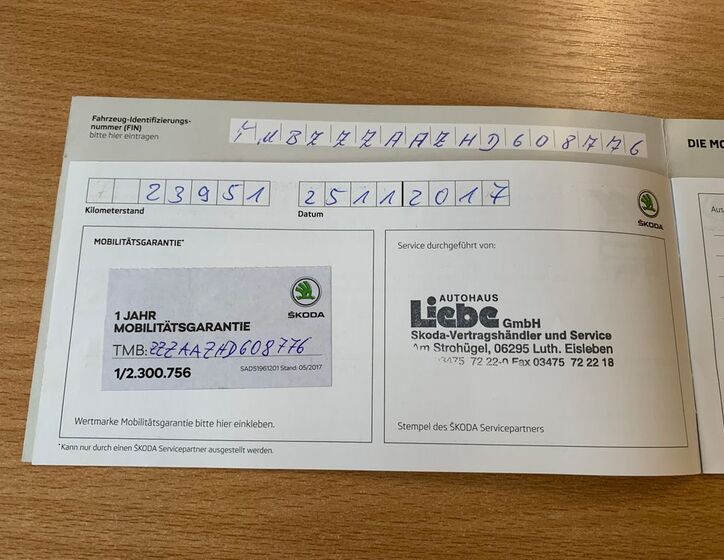 Fahrzeug-Identifizierungs-
nummer (FIN)
bitte hier eintragen
TMBZZZAAZHD608776
DIE MO
23951
Kilometerstand
25112017
Datum
ŠKODA
MOBILITÄTSGARANTIE*
ŠKODA
1 JAHR
MOBILITÄTSGARANTIE
TMB: ZZZAAZHD608776
1/2.300.756
SAD51961201 Stand: 05/2017
Wertmarke Mobilitätsgarantie bitte hier einkleben.
*Kann nur durch einen ŠKODA Servicepartner ausgestellt werden.
Service durchgeführt von:
AUTOHAUS
Liebe GmbH
Skoda-Vertragshändler und Service
Am Strohügel, 06295 Luth. Eisleben
03475 72 22-0 Fax 03475 72 22 18
Stempel des ŠKODA Servicepartners
Aus